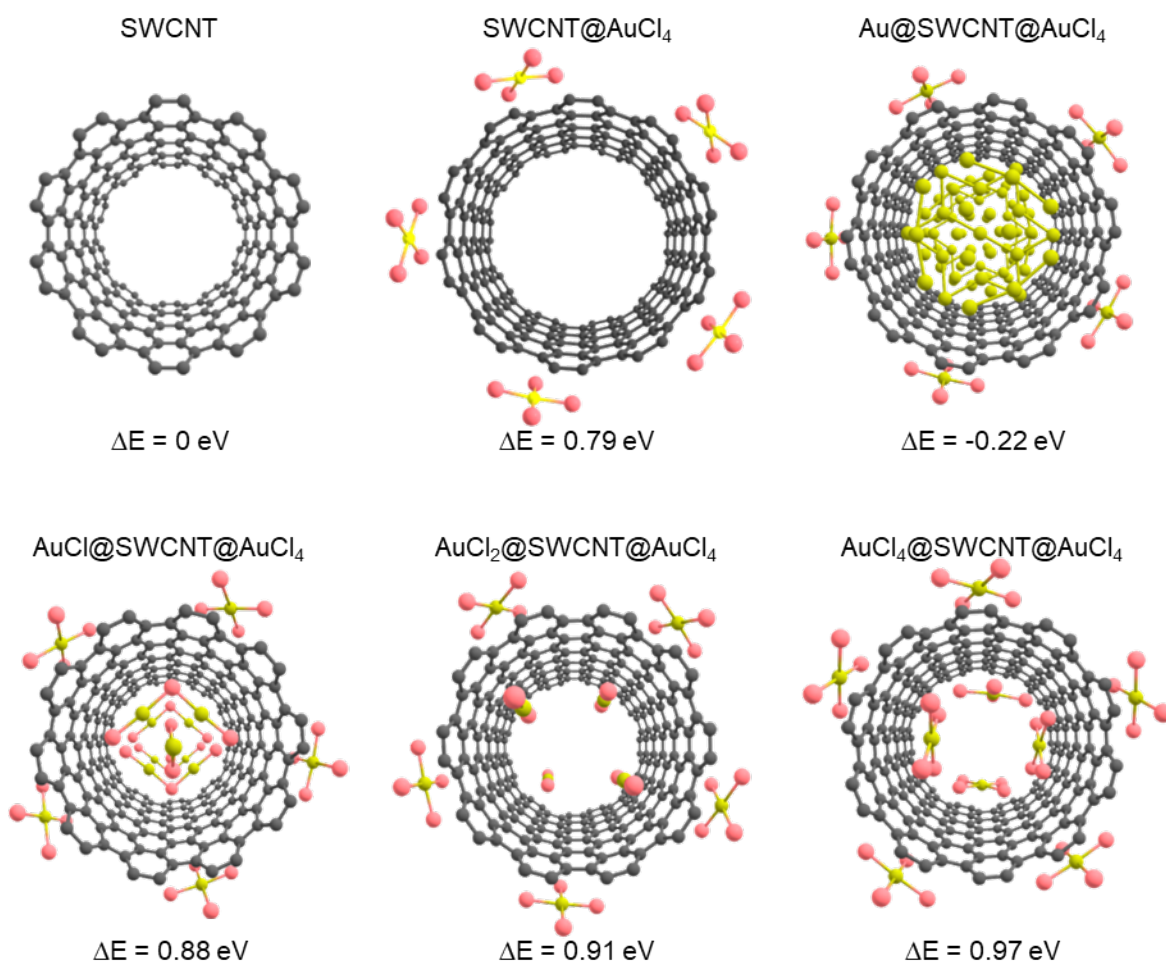 SWCNT
SWCNT@AuCl₄
Au@SWCNT@AuCl₄
ΔE = 0 eV
ΔE = 0.79 eV
ΔE = -0.22 eV
AuCl@SWCNT@AuCl₄
AuCl₂@SWCNT@AuCl₄
AuCl₄@SWCNT@AuCl₄
ΔE = 0.88 eV
ΔE = 0.91 eV
ΔE = 0.97 eV